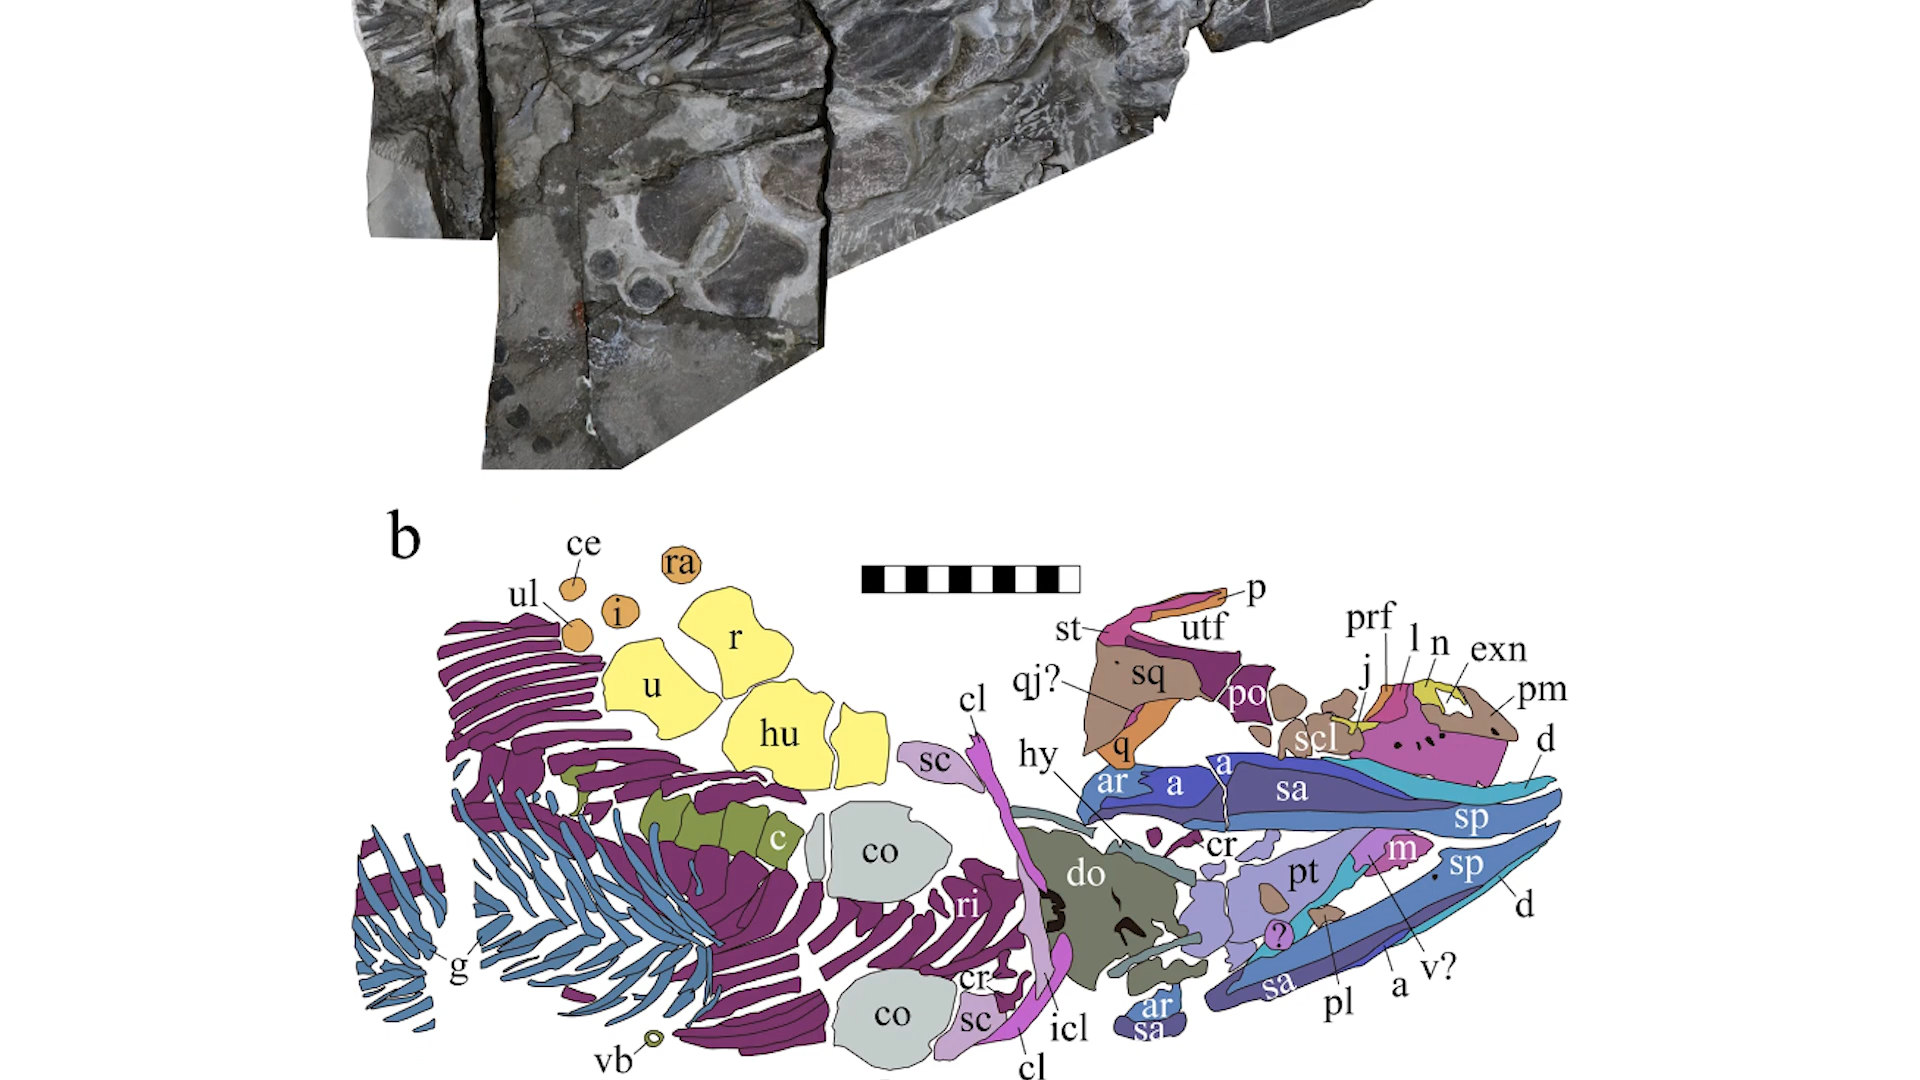 b
ce
ra
ul
i
p
st
utf
prf
l
n
exn
r
j
qj?
sq
u
po
pm
cl
hu
scl
d
q
hy
sc
ar
a
a
sa
sp
c
co
cr
m
pt
sp
do
ri
d
?
g
cr
v?
sa
a
pl
ar
co
sc
icl
sa
vb
cl